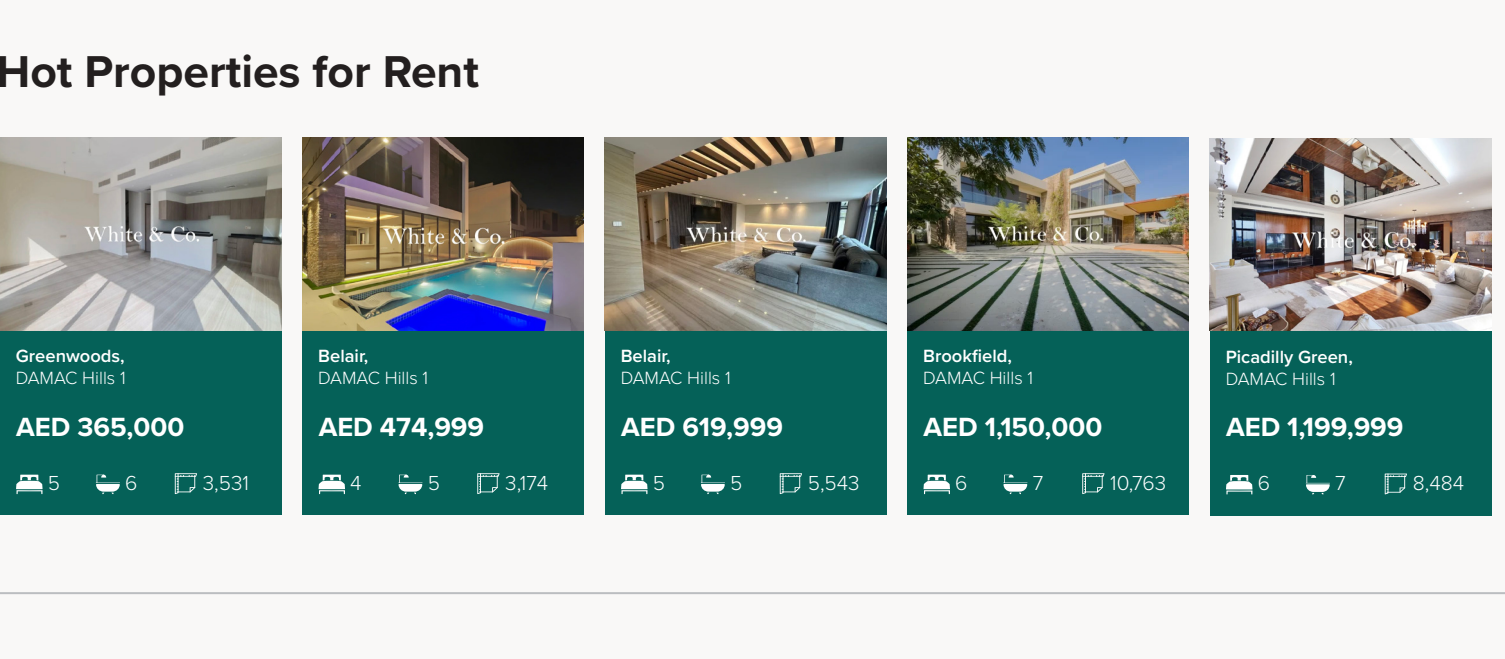 Hot Properties for Rent
White & Co.
Greenwoods,
DAMAC Hills 1
AED 365,000
5 6 3,531
White & Co.
Belair,
DAMAC Hills 1
AED 474,999
4 5 3,174
White & Co.
Belair,
DAMAC Hills 1
AED 619,999
5 5 5,543
White & Co.
Brookfield,
DAMAC Hills 1
AED 1,150,000
6 7 10,763
White & Co.
Picadilly Green,
DAMAC Hills 1
AED 1,199,999
6 7 8,484